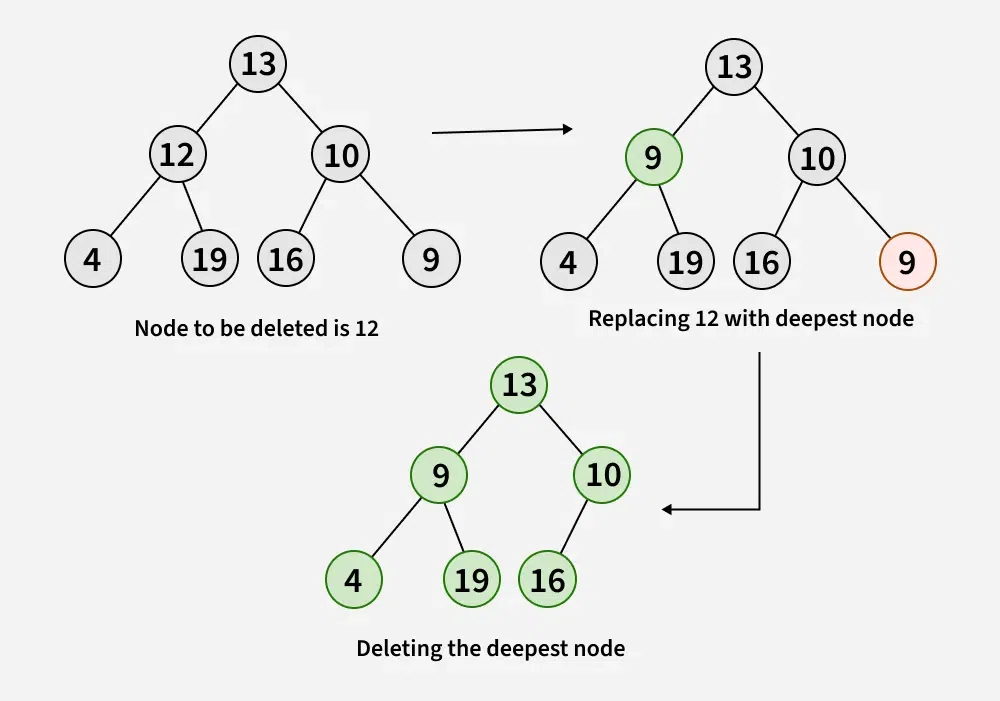 13
12 10
4 19 16 9
Node to be deleted is 12
13
9 10
4 19 16 9
Replacing 12 with deepest node
13
9 10
4 19 16
Deleting the deepest node